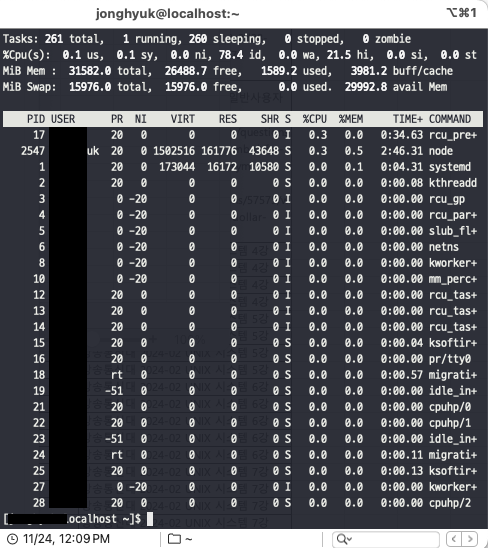 jonghyuk@localhost:~
⌥⌘1
Tasks: 261 total, 1 running, 260 sleeping, 0 stopped, 0 zombie
%Cpu(s): 0.1 us, 0.1 sy, 0.0 ni, 78.4 id, 0.0 wa, 21.5 hi, 0.0 si, 0.0 st
MiB Mem : 31582.0 total, 26488.7 free, 1589.2 used, 3981.2 buff/cache
MiB Swap: 15976.0 total, 15976.0 free, 0.0 used. 29992.8 avail Mem
PID USER PR NI VIRT RES SHR S %CPU %MEM TIME+ COMMAND
17 20 0 0 0 0 I 0.3 0.0 0:34.63 rcu_pre+
2547 uk 20 0 1502516 161776 43648 S 0.3 0.5 2:46.31 node
1 20 0 173044 16172 10580 S 0.0 0.1 0:04.31 systemd
2 20 0 0 0 0 S 0.0 0.0 0:00.08 kthreadd
3 0 -20 0 0 0 I 0.0 0.0 0:00.00 rcu_gp
4 0 -20 0 0 0 I 0.0 0.0 0:00.00 rcu_par+
5 0 -20 0 0 0 I 0.0 0.0 0:00.00 slub_fl+
6 0 -20 0 0 0 I 0.0 0.0 0:00.00 netns
8 0 -20 0 0 0 I 0.0 0.0 0:00.00 kworker+
10 0 -20 0 0 0 I 0.0 0.0 0:00.00 mm_perc+
12 20 0 0 0 0 I 0.0 0.0 0:00.00 rcu_tas+
13 20 0 0 0 0 I 0.0 0.0 0:00.00 rcu_tas+
14 20 0 0 0 0 I 0.0 0.0 0:00.00 rcu_tas+
15 20 0 0 0 0 S 0.0 0.0 0:00.04 ksoftir+
16 20 0 0 0 0 S 0.0 0.0 0:00.00 pr/tty0
18 rt 0 0 0 0 S 0.0 0.0 0:00.57 migrati+
19 -51 0 0 0 0 S 0.0 0.0 0:00.00 idle_in+
21 20 0 0 0 0 S 0.0 0.0 0:00.00 cpuhp/0
22 20 0 0 0 0 S 0.0 0.0 0:00.00 cpuhp/1
23 -51 0 0 0 0 S 0.0 0.0 0:00.00 idle_in+
24 rt 0 0 0 0 S 0.0 0.0 0:00.11 migrati+
25 20 0 0 0 0 S 0.0 0.0 0:00.13 ksoftir+
27 0 -20 0 0 0 I 0.0 0.0 0:00.00 kworker+
28 20 0 0 0 0 S 0.0 0.0 0:00.00 cpuhp/2
[ .ocalhost ~]$
11/24, 12:09 PM ~